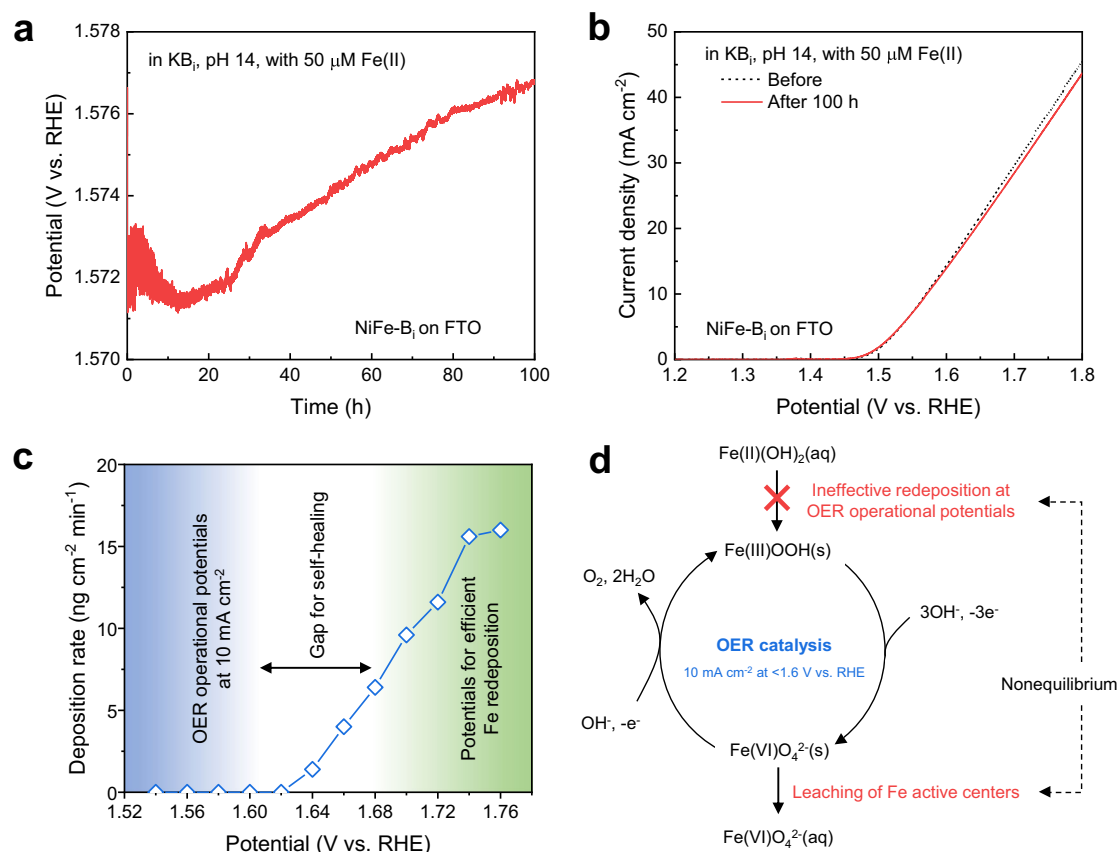 a
in KBi, pH 14, with 50 μM Fe(II)
NiFe-Bi on FTO
1.578
1.576
1.574
1.572
1.570
Potential (V vs. RHE)
0
20
40
60
80
100
Time (h)
b
in KBi, pH 14, with 50 μM Fe(II)
Before
After 100 h
NiFe-Bi on FTO
50
45
40
35
30
25
20
15
10
5
0
Current density (mA cm⁻²)
1.2
1.3
1.4
1.5
1.6
1.7
1.8
Potential (V vs. RHE)
c
20
15
10
5
0
Deposition rate (ng cm⁻² min⁻¹)
OER operational potentials
at 10 mA cm⁻²
Gap for self-healing
Potentials for efficient
Fe redeposition
1.52
1.56
1.60
1.64
1.68
1.72
1.76
Potential (V vs. RHE)
d
Fe(II)(OH)₂(aq)
Ineffective redeposition at
OER operational potentials
Fe(III)OOH(s)
O₂, 2H₂O
3OH⁻, -3e⁻
OER catalysis
10 mA cm⁻² at <1.6 V vs. RHE
Nonequilibrium
OH⁻, -e⁻
Fe(VI)O₄²⁻(s)
Leaching of Fe active centers
Fe(VI)O₄²⁻(aq)